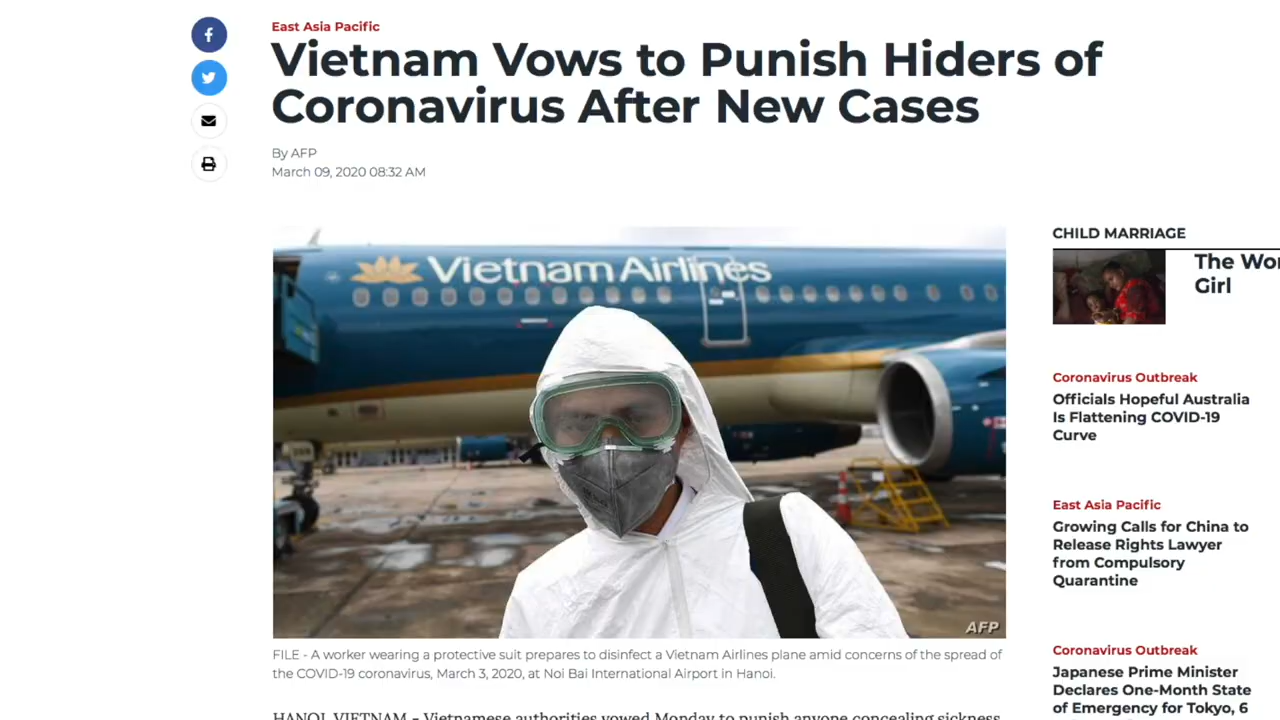 East Asia Pacific
Vietnam Vows to Punish Hiders of
Coronavirus After New Cases
By AFP
March 09, 2020 08:32 AM
Vietnam Airlines
AFP
FILE - A worker wearing a protective suit prepares to disinfect a Vietnam Airlines plane amid concerns of the spread of
the COVID-19 coronavirus, March 3, 2020, at Noi Bai International Airport in Hanoi.
HANOI, VIETNAM - Vietnamese authorities vowed Monday to punish anyone concealing sickness
CHILD MARRIAGE
The Wor
Girl
Coronavirus Outbreak
Officials Hopeful Australia
Is Flattening COVID-19
Curve
East Asia Pacific
Growing Calls for China to
Release Rights Lawyer
from Compulsory
Quarantine
Coronavirus Outbreak
Japanese Prime Minister
Declares One-Month State
of Emergency for Tokyo, 6